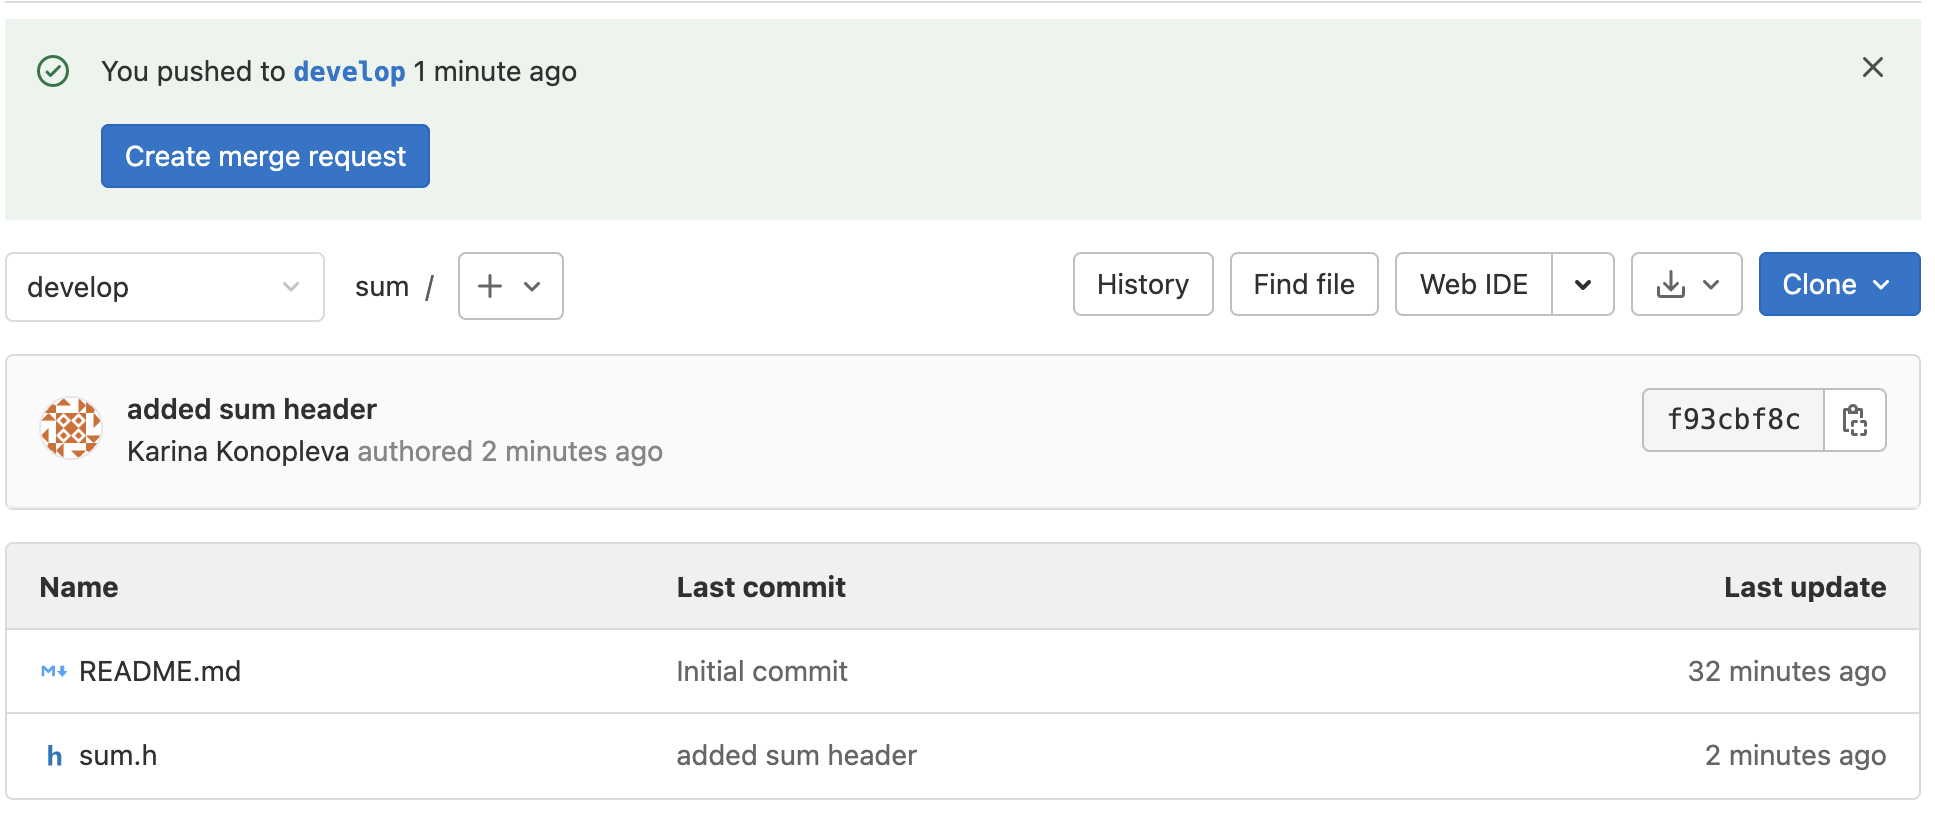 You pushed to develop 1 minute ago
Create merge request
develop sum / History Find file Web IDE Clone
added sum header
Karina Konopleva authored 2 minutes ago
f93cbf8c
Name Last commit Last update
README.md Initial commit 32 minutes ago
h sum.h added sum header 2 minutes ago